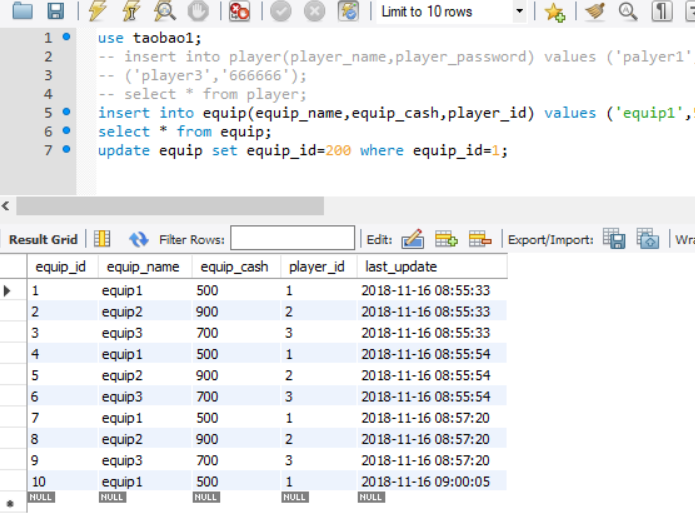 Limit to 10 rows
1 use taobao1;
2 -- insert into player(player_name,player_password) values ('palyer1'
3 -- ('player3','666666');
4 -- select * from player;
5 insert into equip(equip_name,equip_cash,player_id) values ('equip1',
6 select * from equip;
7 update equip set equip_id=200 where equip_id=1;
Result Grid Filter Rows: Edit: Export/Import:
equip_id equip_name equip_cash player_id last_update
1 equip1 500 1 2018-11-16 08:55:33
2 equip2 900 2 2018-11-16 08:55:33
3 equip3 700 3 2018-11-16 08:55:33
4 equip1 500 1 2018-11-16 08:55:54
5 equip2 900 2 2018-11-16 08:55:54
6 equip3 700 3 2018-11-16 08:55:54
7 equip1 500 1 2018-11-16 08:57:20
8 equip2 900 2 2018-11-16 08:57:20
9 equip3 700 3 2018-11-16 08:57:20
10 equip1 500 1 2018-11-16 09:00:05
NULL NULL NULL NULL NULL